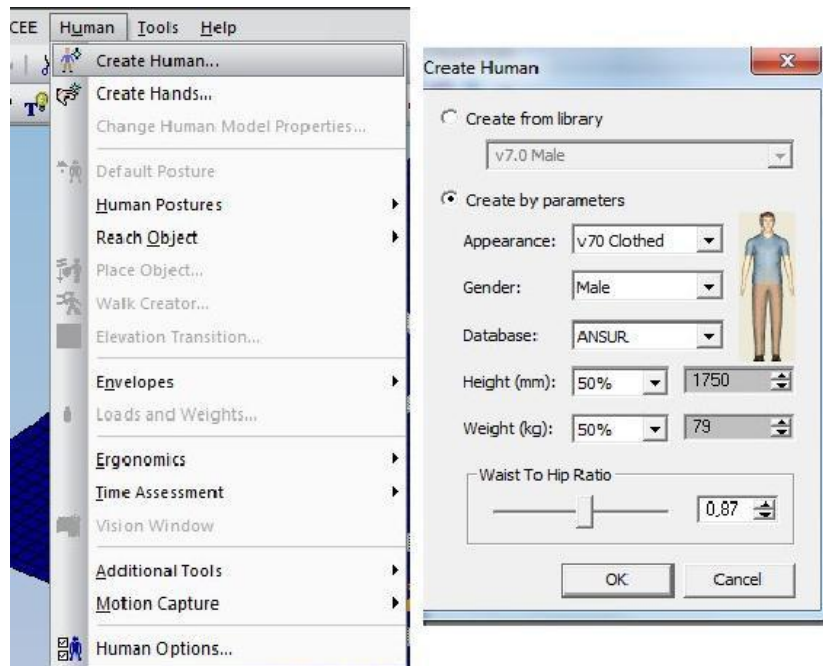 CEE Human Tools Help
Create Human...
Create Hands...
Change Human Model Properties...
Default Posture
Human Postures
Reach Object
Place Object...
Walk Creator...
Elevation Transition...
Envelopes
Loads and Weights...
Ergonomics
Time Assessment
Vision Window
Additional Tools
Motion Capture
Human Options...
Create Human
Create from library
v7.0 Male
Create by parameters
Appearance: v70 Clothed
Gender: Male
Database: ANSUR
Height (mm): 50% 1750
Weight (kg): 50% 79
Waist To Hip Ratio
0,87
OK Cancel